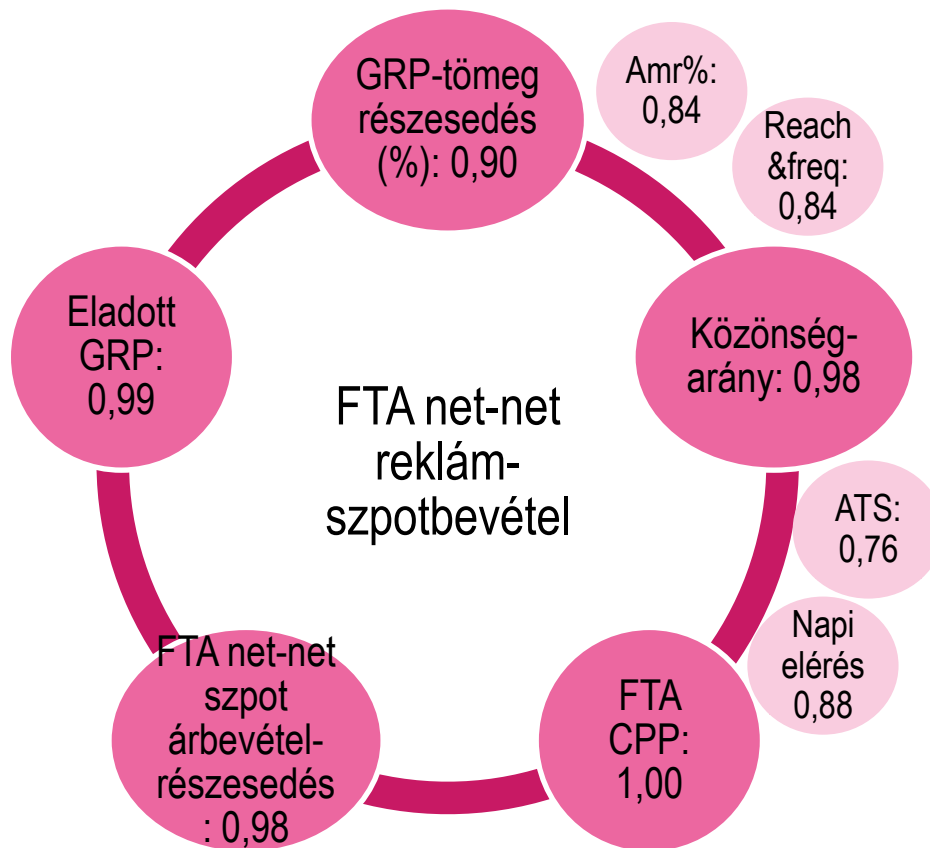 GRP-tömeg
részesedés
(%): 0,90
Amr%:
0,84
Reach
&freq:
0,84
Közönség-
arány: 0,98
ATS:
0,76
Napi
elérés
0,88
FTA
CPP:
1,00
FTA net-net
szpot
árbevétel-
részesedés
: 0,98
Eladott
GRP:
0,99
FTA net-net
reklám-
szpotbevétel